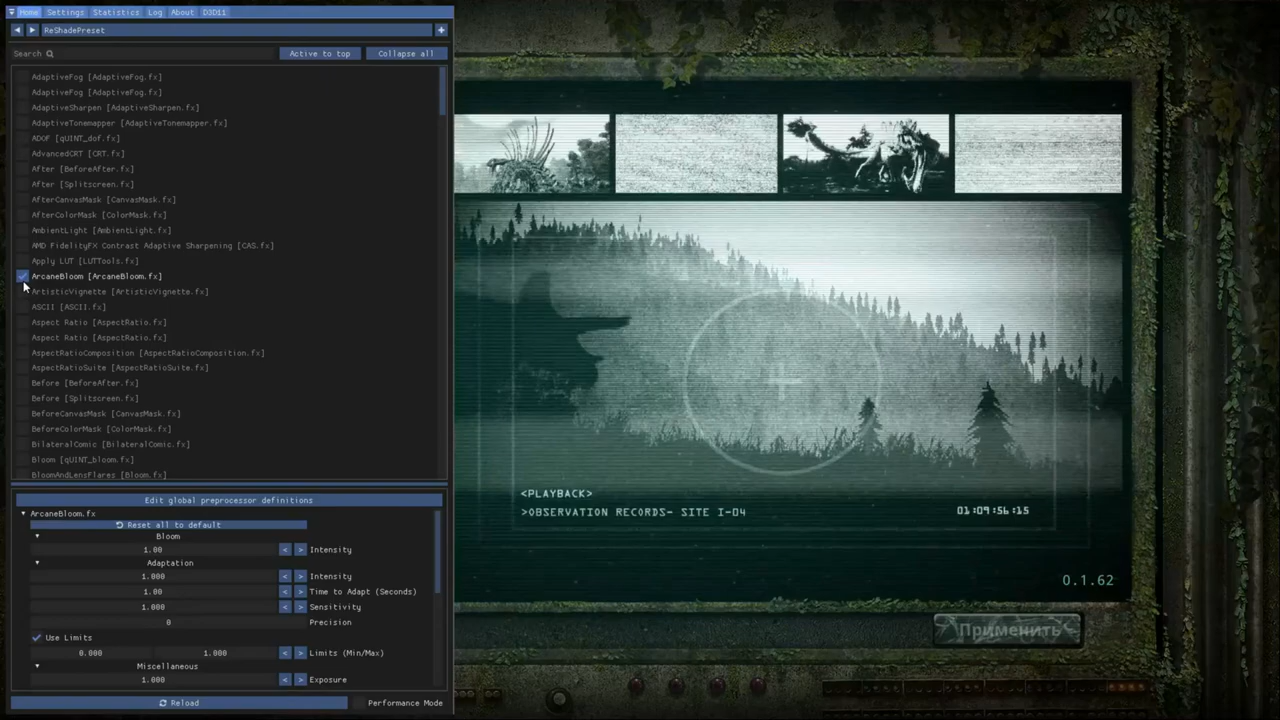 Home Settings Statistics Log About D3D11
ReShadePreset
Search Active to top Collapse all
AdaptiveFog [AdaptiveFog.fx]
AdaptiveFog [AdaptiveFog.fx]
AdaptiveSharpen [AdaptiveSharpen.fx]
AdaptiveTonemapper [AdaptiveTonemapper.fx]
ADOF [qUINT_dof.fx]
AdvancedCRT [CRT.fx]
After [BeforeAfter.fx]
After [Splitscreen.fx]
AfterCanvasMask [CanvasMask.fx]
AfterColorMask [ColorMask.fx]
AmbientLight [AmbientLight.fx]
AMD FidelityFX Contrast Adaptive Sharpening [CAS.fx]
Apply LUT [LUTTools.fx]
ArcaneBloom [ArcaneBloom.fx]
ArtisticVignette [ArtisticVignette.fx]
ASCII [ASCII.fx]
Aspect Ratio [AspectRatio.fx]
Aspect Ratio [AspectRatio.fx]
AspectRatioComposition [AspectRatioComposition.fx]
AspectRatioSuite [AspectRatioSuite.fx]
Before [BeforeAfter.fx]
Before [Splitscreen.fx]
BeforeCanvasMask [CanvasMask.fx]
BeforeColorMask [ColorMask.fx]
BilateralComic [BilateralComic.fx]
Bloom [qUINT_bloom.fx]
BloomAndLensFlares [Bloom.fx]
Edit global preprocessor definitions
ArcaneBloom.fx
Reset all to default
Bloom
1.00 < > Intensity
Adaptation
1.000 < > Intensity
1.00 < > Time to Adapt (Seconds)
1.000 < > Sensitivity
0 Precision
Use Limits
0.000 1.000 < > Limits (Min/Max)
Miscellaneous
1.000 < > Exposure
Reload Performance Mode
<PLAYBACK>
>OBSERVATION RECORDS- SITE I-04
01:09:56:15
0.1.62
Применить